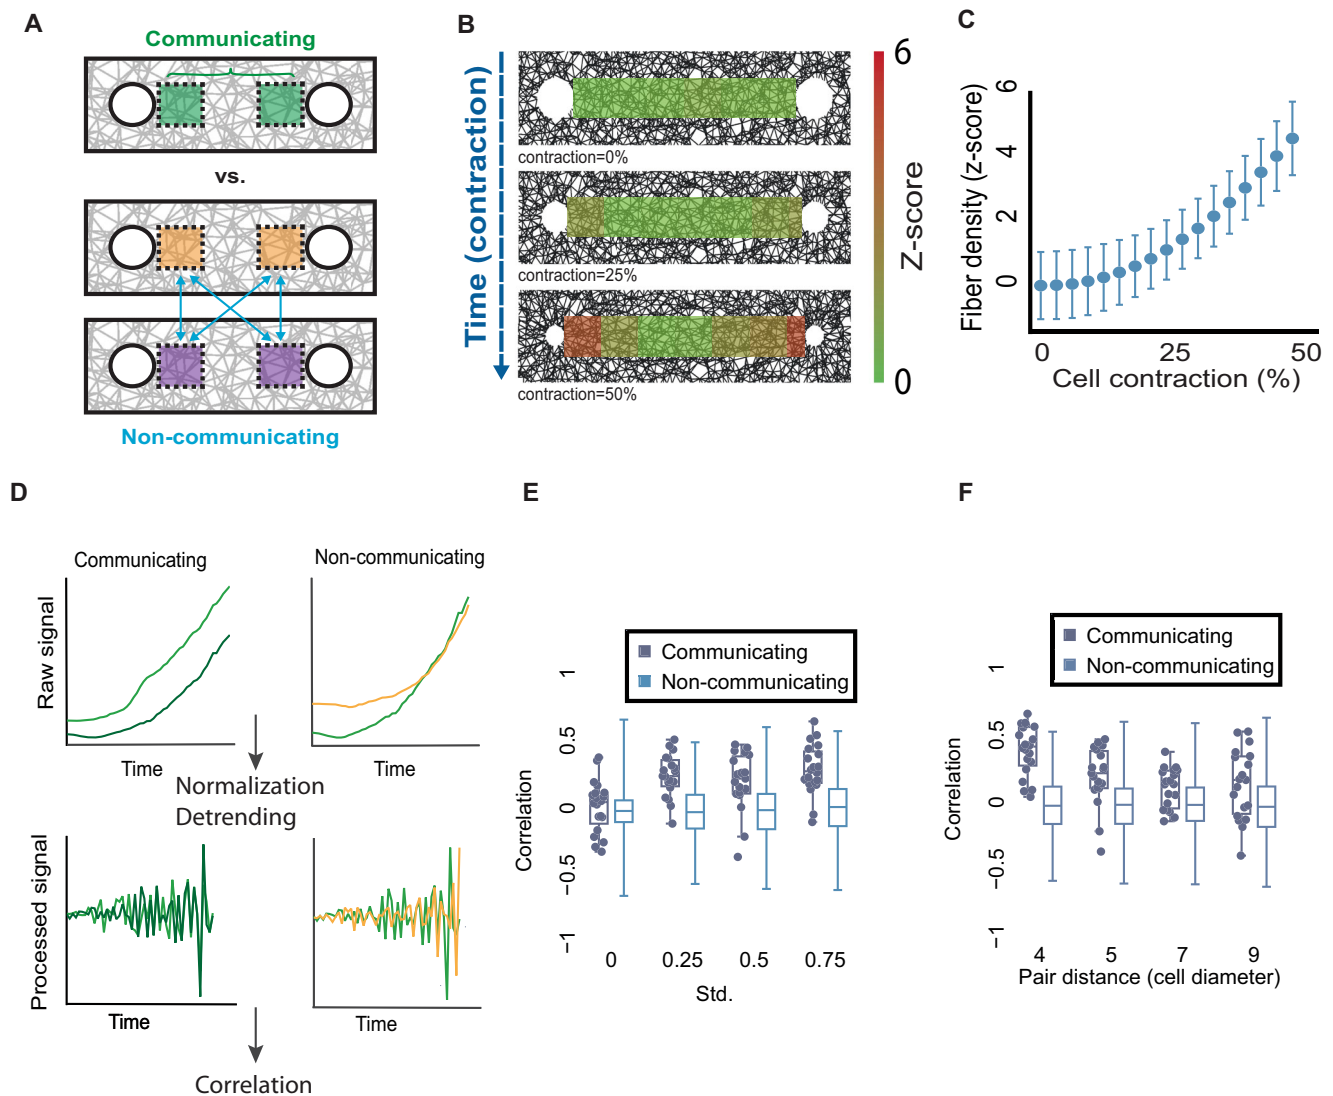 A
Communicating
vs.
Non-communicating
B
Time (contraction)
contraction=0%
contraction=25%
contraction=50%
6
Z-score
0
C
Fiber density (z-score)
6
4
2
0
0 25 50
Cell contraction (%)
D
Communicating
Non-communicating
Raw signal
Time
Time
Normalization
Detrending
Processed signal
Time
Time
Correlation
E
Communicating
Non-communicating
Correlation
1
0.5
0
−0.5
−1
0 0.25 0.5 0.75
Std.
F
Communicating
Non-communicating
Correlation
1
0.5
0
−0.5
−1
4 5 7 9
Pair distance (cell diameter)